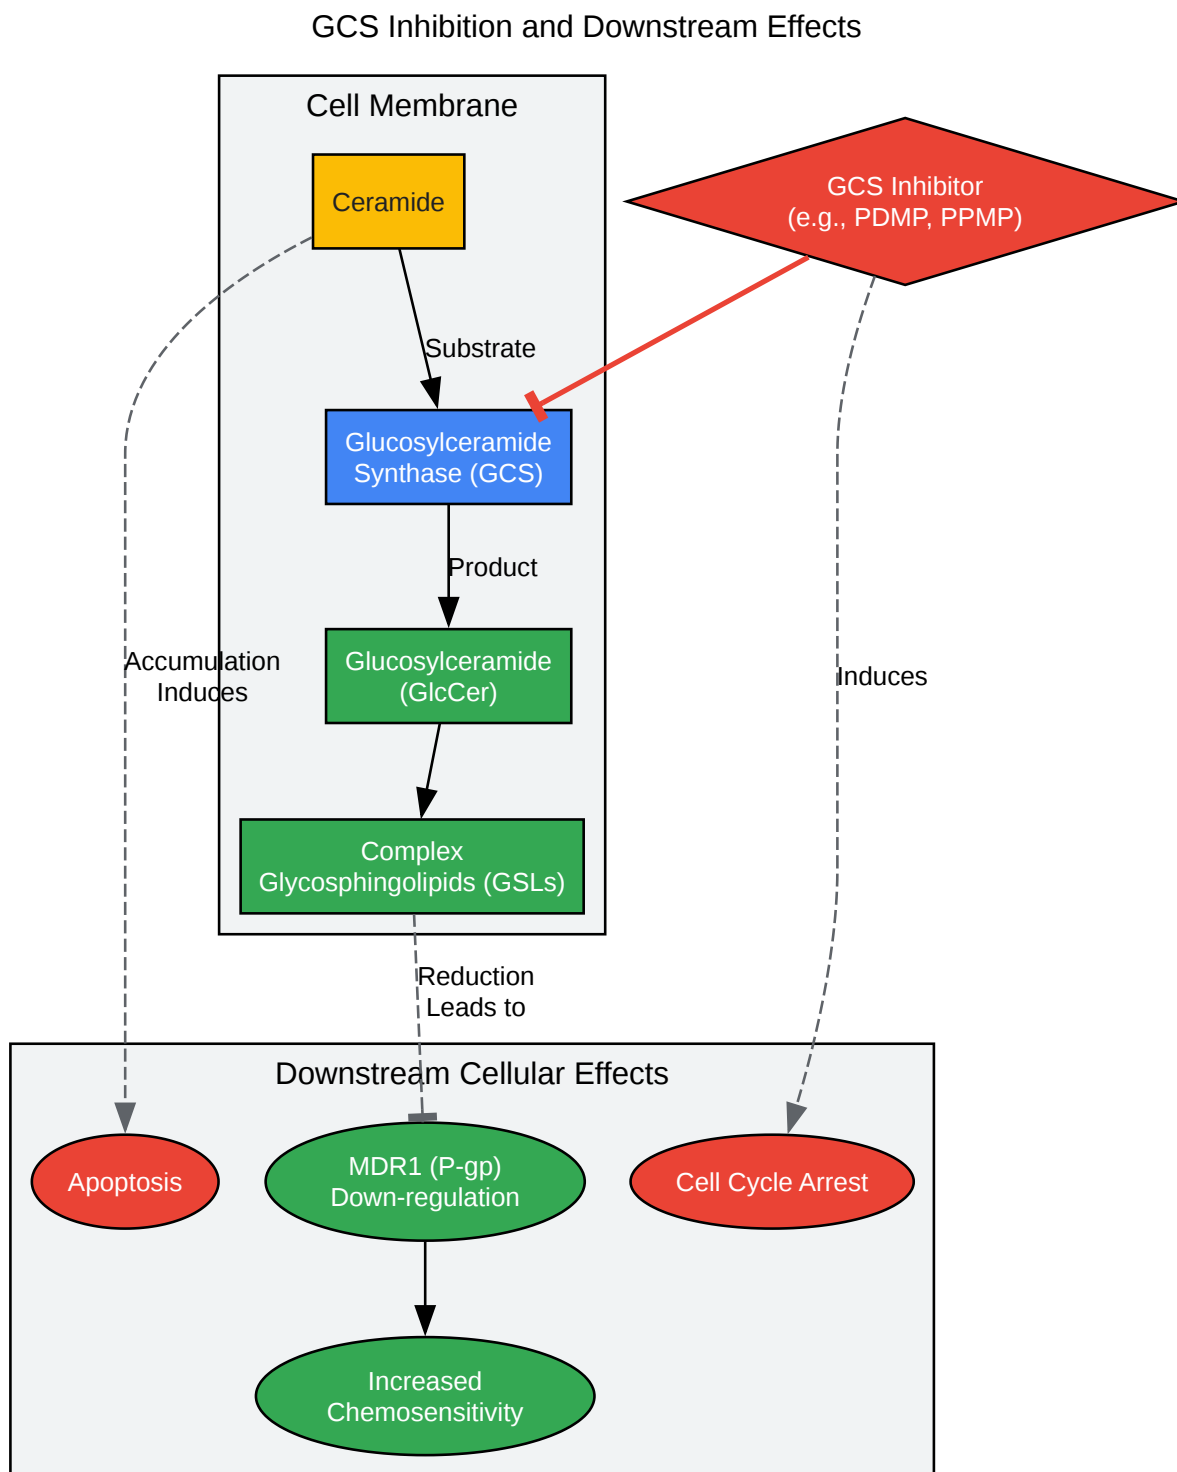 GCS Inhibition and Downstream Effects
Cell Membrane
Ceramide
GCS Inhibitor
(e.g., PDMP, PPMP)
Substrate
Glucosylceramide
Synthase (GCS)
Product
Glucosylceramide
(GlcCer)
Accumulation
Induces
Induces
Complex
Glycosphingolipids (GSLs)
Reduction
Leads to
Downstream Cellular Effects
Apoptosis
MDR1 (P-gp)
Down-regulation
Cell Cycle Arrest
Increased
Chemosensitivity